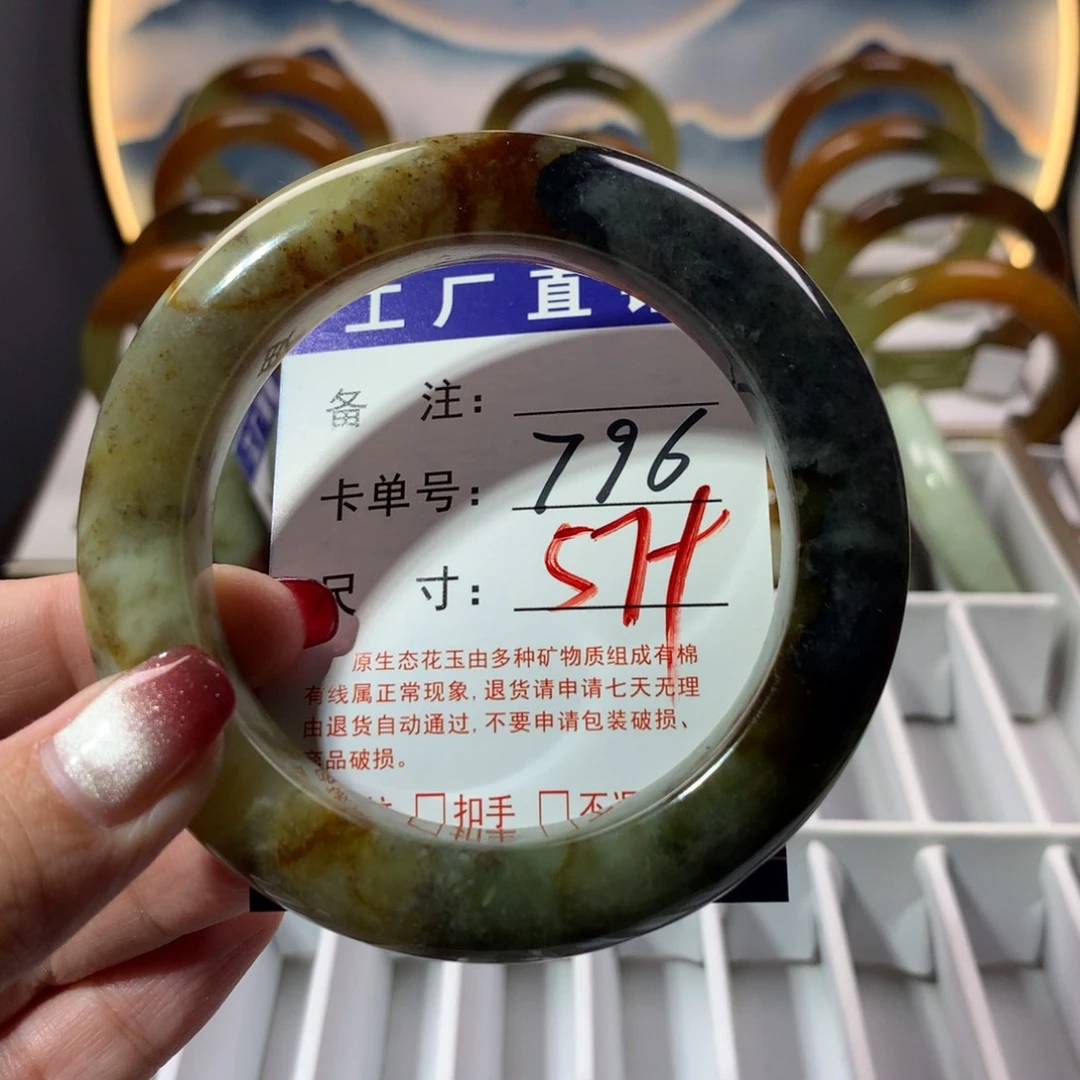 工厂直
备 注:
卡单号: 796
尺 寸: 57+
原生态花玉由多种矿物质组成有棉
有线属正常现象, 退货请申请七天无理
由退货自动通过, 不要申请包装破损、
商品破损。
□扣手 □不